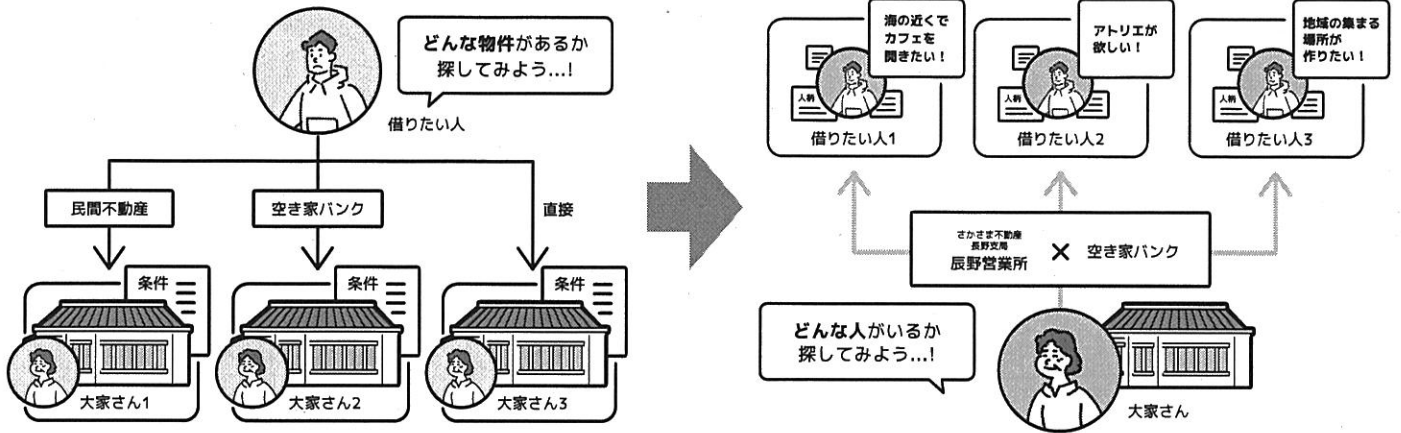 どんな物件があるか
探してみよう...!
借りたい人
民間不動産
空き家バンク
直接
条件
条件
条件
大家さん1
大家さん2
大家さん3
海の近くで
カフェを
開きたい！
人柄
借りたい人1
アトリエが
欲しい！
人柄
借りたい人2
地域の集まる
場所が
作りたい！
人柄
借りたい人3
さかさま不動産
長野支局
辰野営業所
×
空き家バンク
どんな人がいるか
探してみよう...!
大家さん